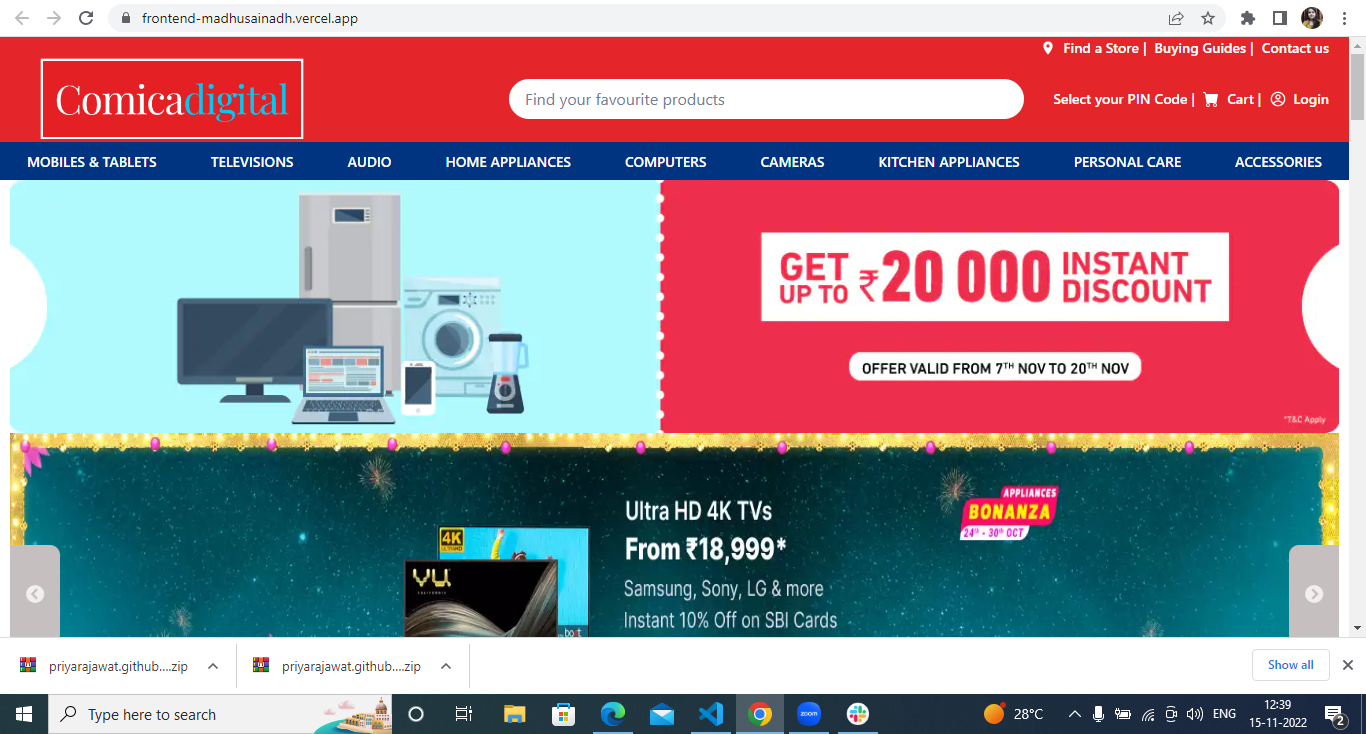 frontend-madhusainadh.vercel.app
Find a Store | Buying Guides | Contact us
Comicadigital
Find your favourite products
Select your PIN Code | Cart | Login
MOBILES & TABLETS TELEVISIONS AUDIO HOME APPLIANCES COMPUTERS CAMERAS KITCHEN APPLIANCES PERSONAL CARE ACCESSORIES
GET UP TO ₹20 000 INSTANT DISCOUNT
OFFER VALID FROM 7TH NOV TO 20TH NOV
*T&C Apply
APPLIANCES
BONANZA
24th - 30th OCT
Ultra HD 4K TVs
From ₹18,999*
Samsung, Sony, LG & more
Instant 10% Off on SBI Cards
4K
ULTRA HD
VU
CALIFORNIA
priyarajawat.github....zip
priyarajawat.github....zip
Show all
Type here to search
zoom
28°C
ENG
12:39
15-11-2022
2